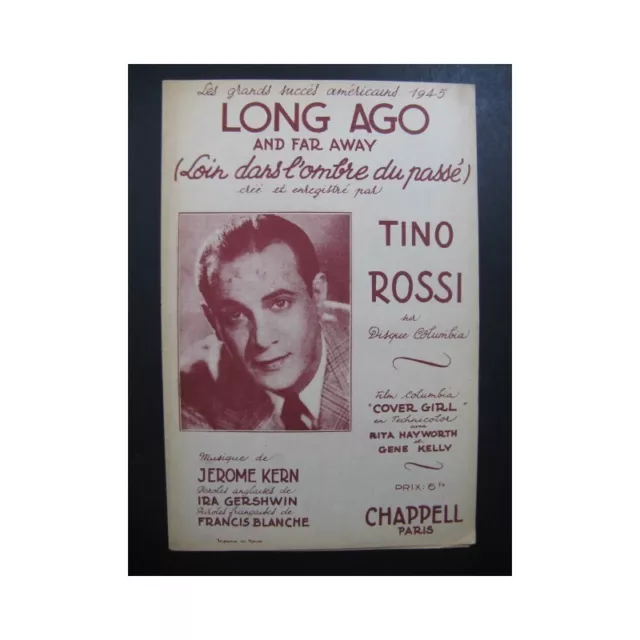 Les grands succès américains 1945
LONG AGO
AND FAR AWAY
(Loin dans l'ombre du passé)
créé et enregistré par
TINO
ROSSI
sur
Disque Columbia
Film Columbia
"COVER GIRL"
en Technicolor
avec
RITA HAYWORTH
et
GENE KELLY
Musique de
JEROME KERN
Paroles anglaises de
IRA GERSHWIN
Paroles françaises de
FRANCIS BLANCHE
PRIX: 6 Fr
CHAPPELL
PARIS